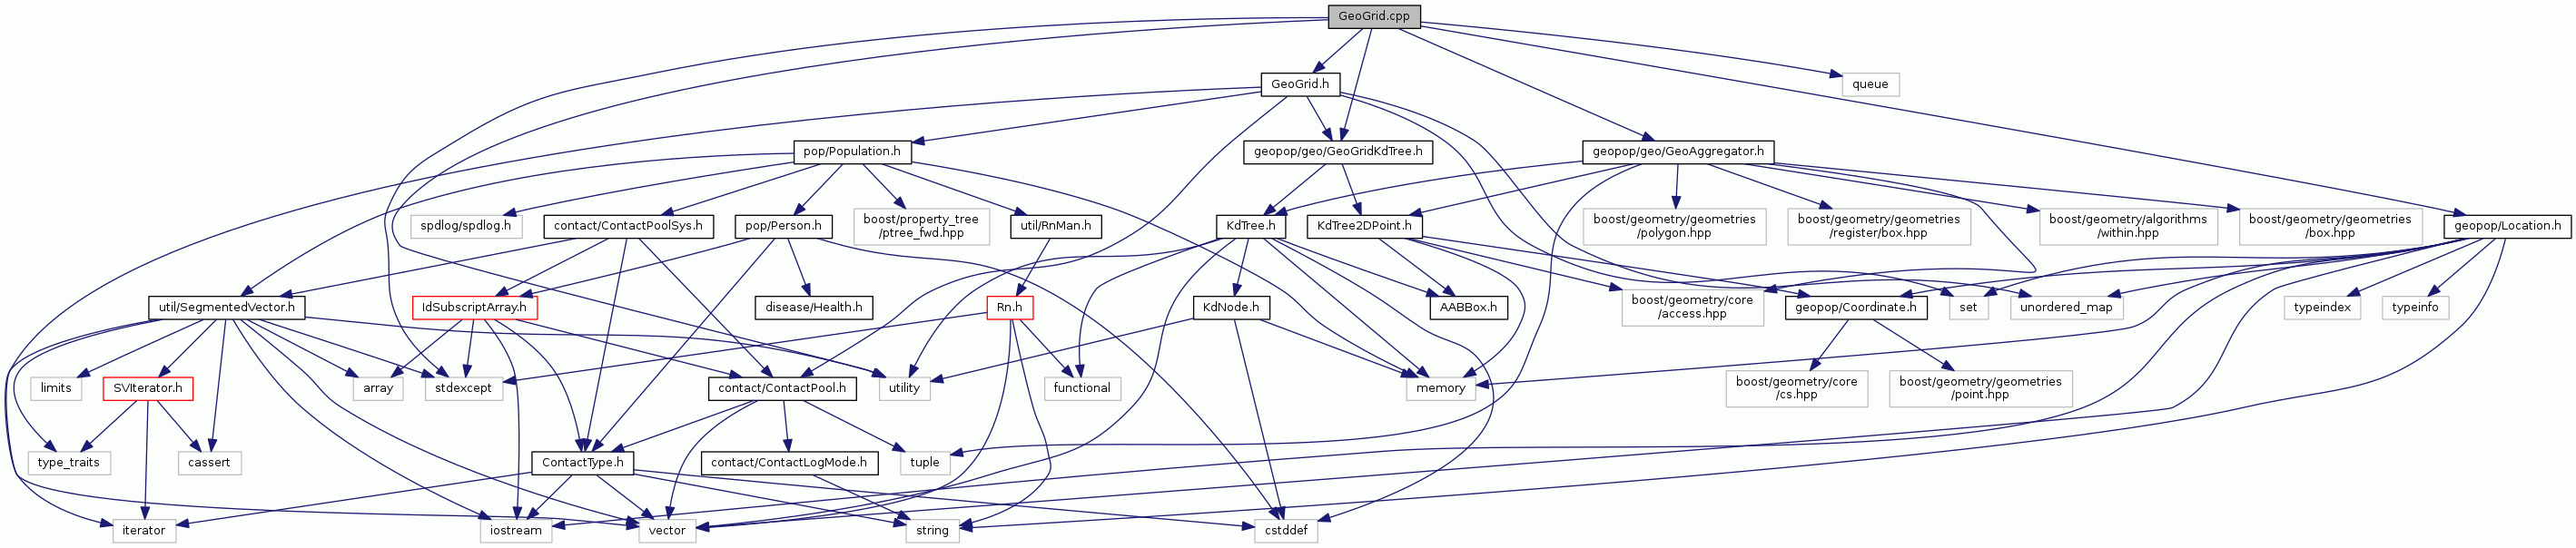 GeoGrid.cpp
GeoGrid.h
queue
pop/Population.h
geopop/geo/GeoGridKdTree.h
geopop/geo/GeoAggregator.h
spdlog/spdlog.h
contact/ContactPoolSys.h
pop/Person.h
boost/property_tree
/ptree_fwd.hpp
util/RnMan.h
KdTree.h
KdTree2DPoint.h
boost/geometry/geometries
/polygon.hpp
boost/geometry/geometries
/register/box.hpp
boost/geometry/algorithms
/within.hpp
boost/geometry/geometries
/box.hpp
geopop/Location.h
util/SegmentedVector.h
IdSubscriptArray.h
disease/Health.h
Rn.h
KdNode.h
AABBox.h
boost/geometry/core
/access.hpp
geopop/Coordinate.h
set
unordered_map
typeindex
typeinfo
limits
SVIterator.h
array
stdexcept
contact/ContactPool.h
utility
functional
memory
boost/geometry/core
/cs.hpp
boost/geometry/geometries
/point.hpp
type_traits
cassert
ContactType.h
contact/ContactLogMode.h
tuple
iterator
iostream
vector
string
cstddef